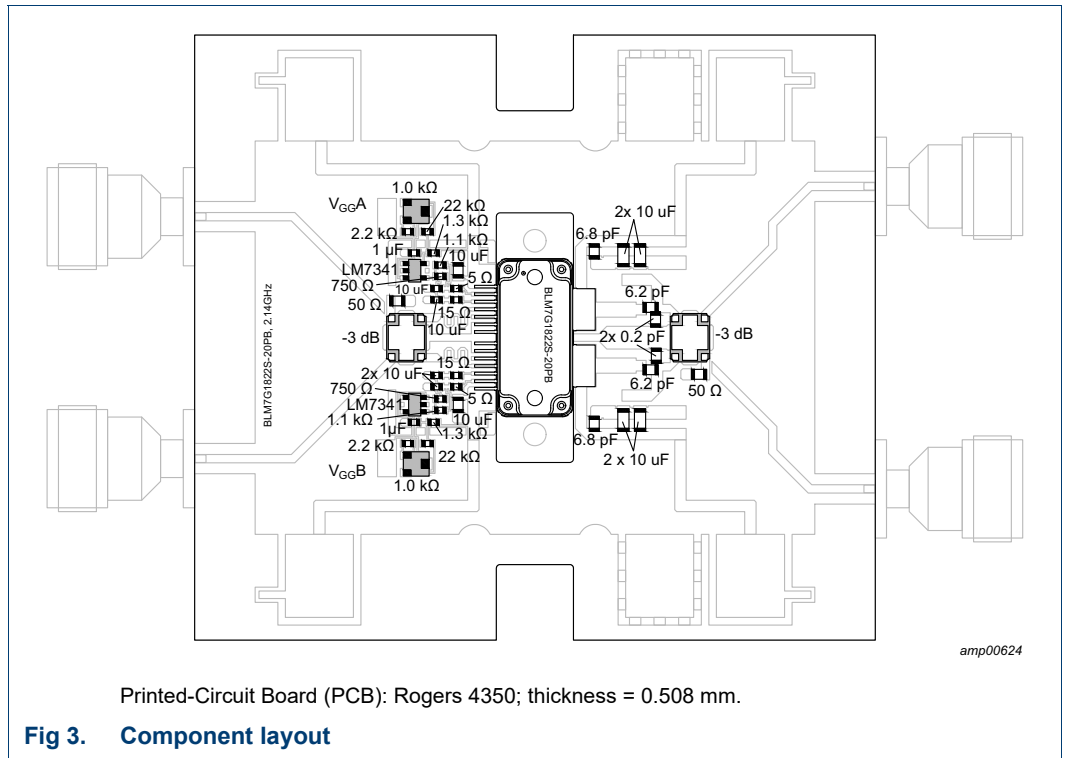 1.0 kΩ
VGGA
22 kΩ
2.2 kΩ
1.3 kΩ
1 µF
1.1 kΩ
10 uF
LM7341
750 Ω
5 Ω
10 uF
50 Ω
15 Ω
10 uF
-3 dB
15 Ω
2x 10 uF
750 Ω
5 Ω
LM7341
1.1 kΩ
10 uF
1µF
1.3 kΩ
2.2 kΩ
22 kΩ
VGGB
1.0 kΩ
BLM7G1822S-20PB, 2.14GHz
BLM7G1822S-20PB
2x 10 uF
6.8 pF
6.2 pF
2x 0.2 pF
-3 dB
6.2 pF
50 Ω
6.8 pF
2 x 10 uF
amp00624
Printed-Circuit Board (PCB): Rogers 4350; thickness = 0.508 mm.
Fig 3. Component layout